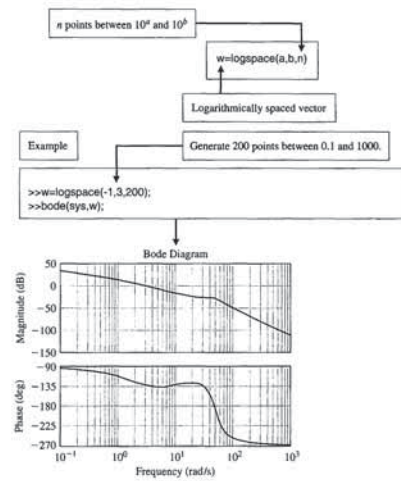 n points between 10^a and 10^b
w=logspace(a,b,n)
Logarithmically spaced vector
Example
Generate 200 points between 0.1 and 1000.
>>w=logspace(-1,3,200);
>>bode(sys,w);
Bode Diagram
Magnitude (dB)
50
0
−50
−100
−150
Phase (deg)
−90
−135
−180
−225
−270
10^−1
10^0
10^1
10^2
10^3
Frequency (rad/s)